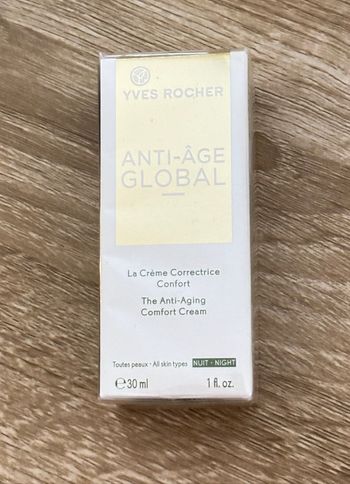 YVES ROCHER
ANTI-ÂGE
GLOBAL
La Crème Correctrice
Confort
The Anti-Aging
Comfort Cream
Toutes peaux • All skin types NUIT • NIGHT
℮30 ml 1 fl. oz.